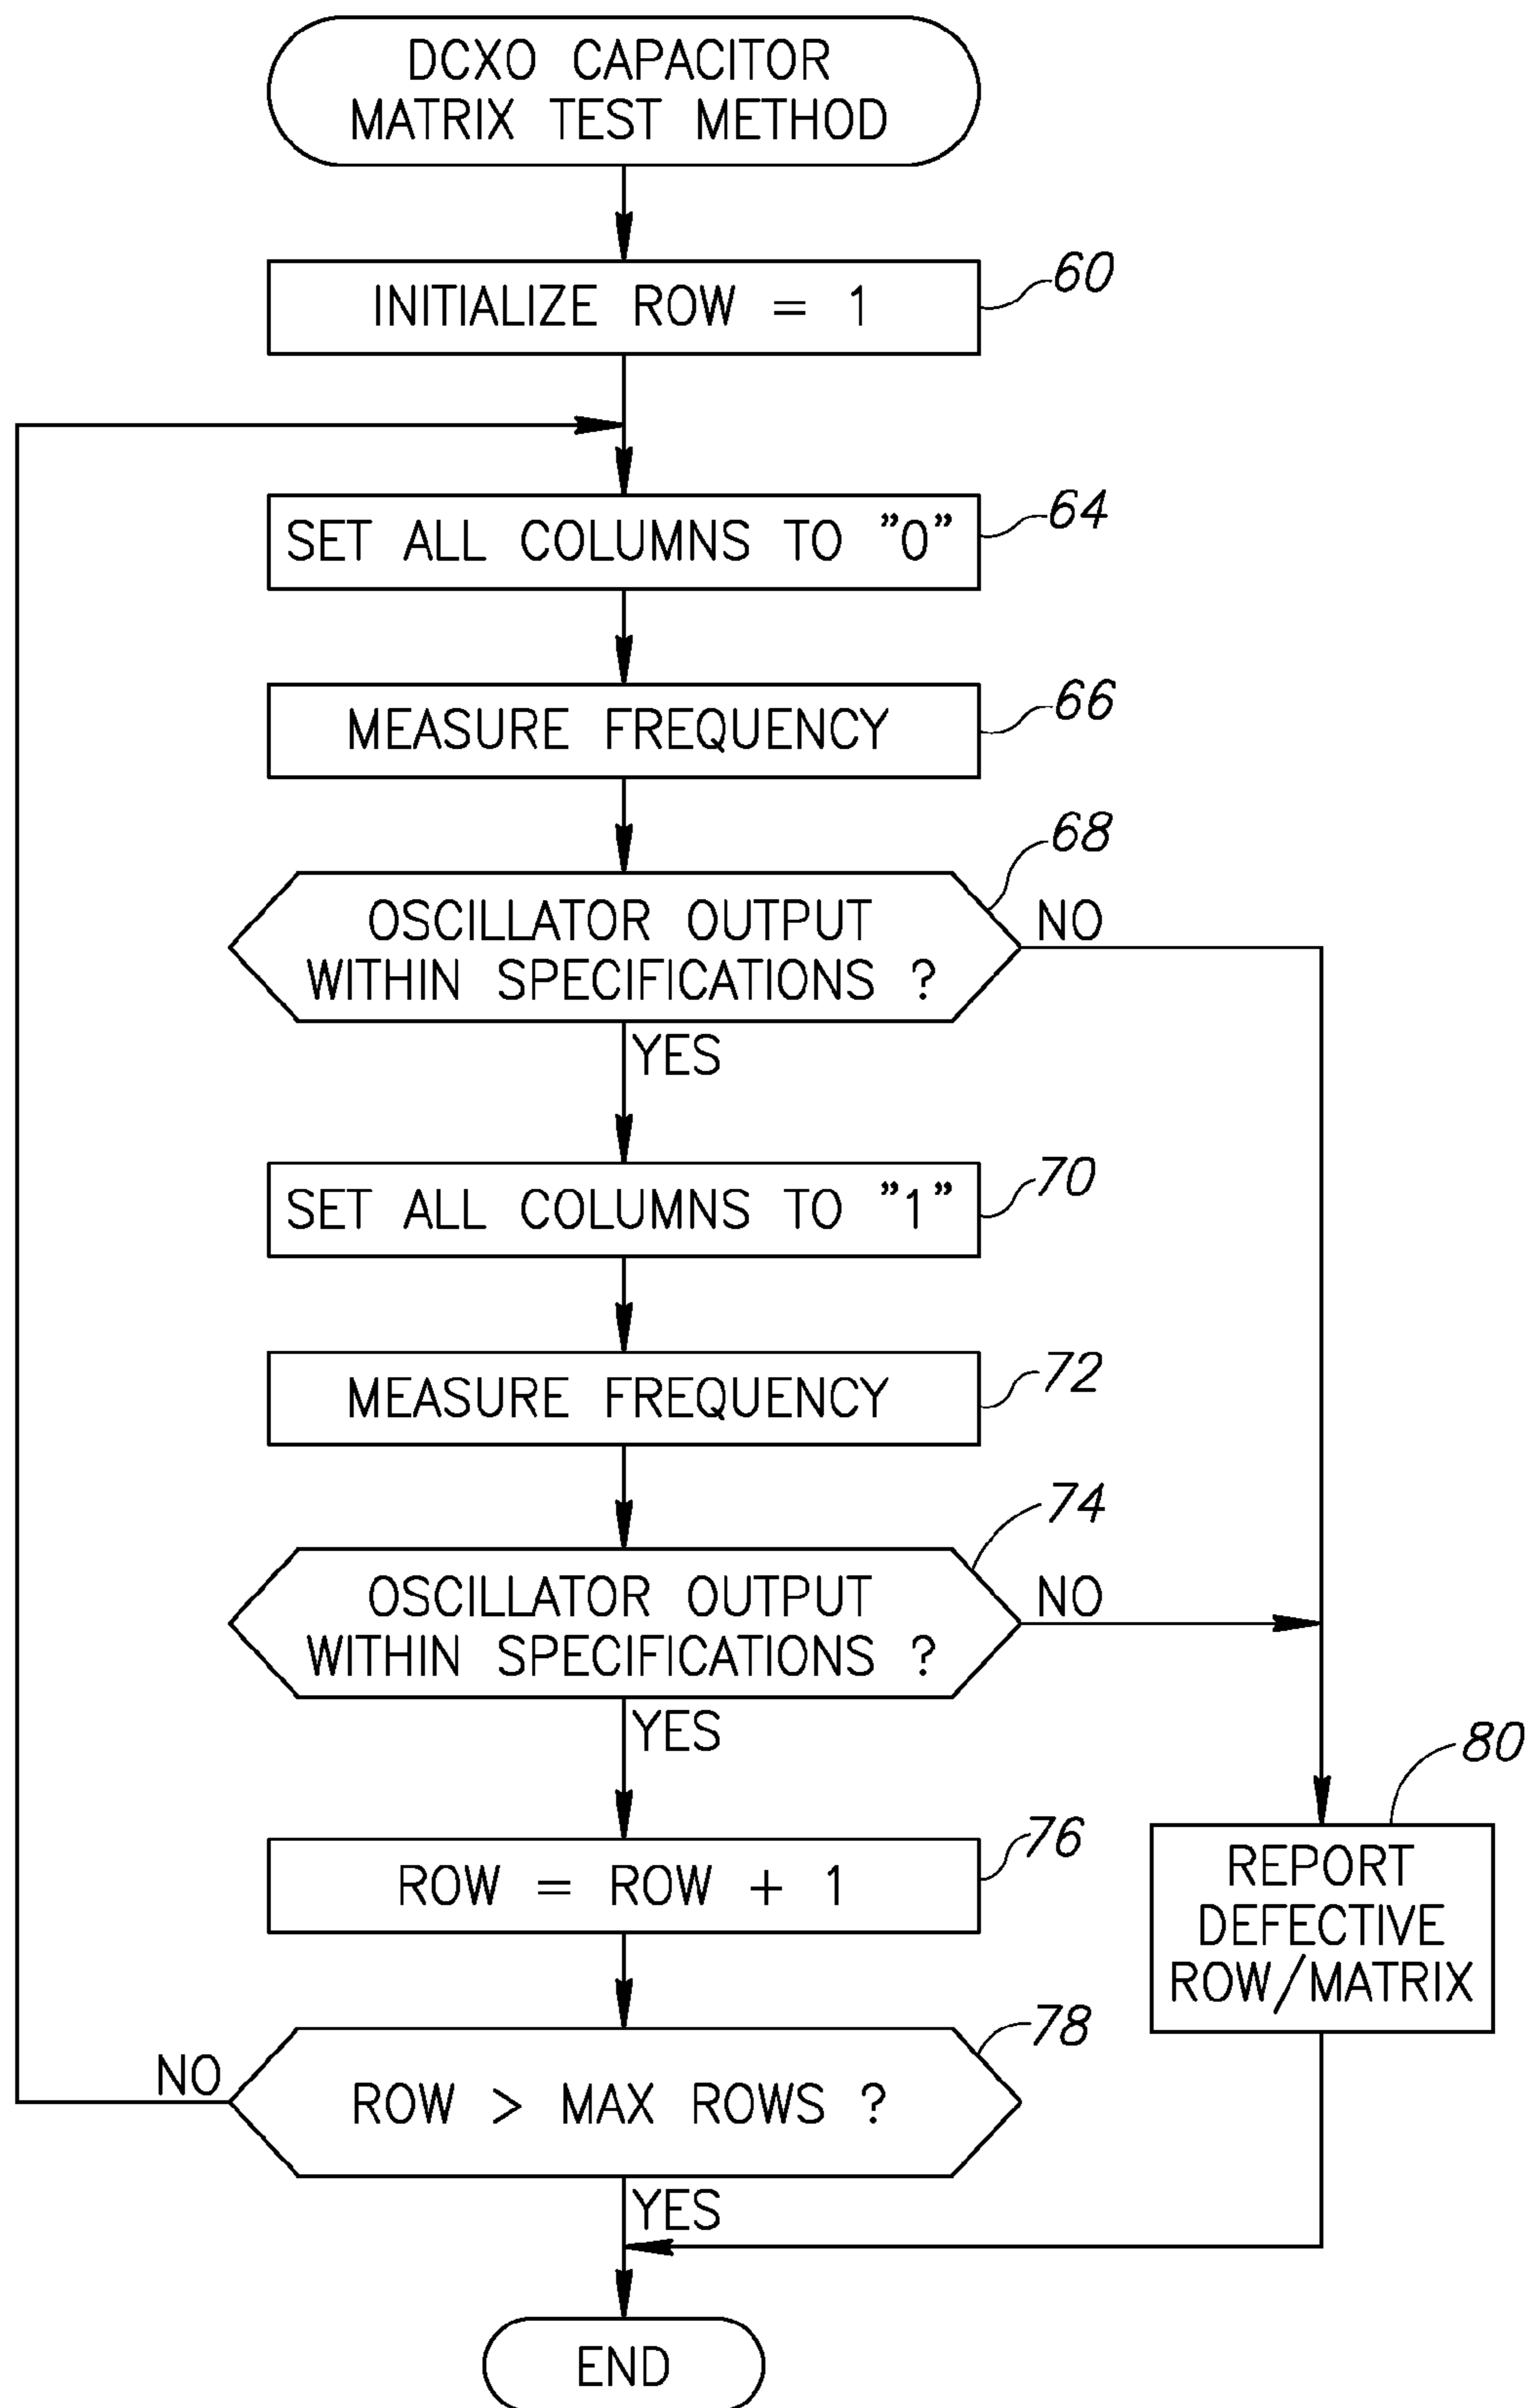 DCXO CAPACITOR
MATRIX TEST METHOD
INITIALIZE ROW = 1
60
SET ALL COLUMNS TO "0"
64
MEASURE FREQUENCY
66
68
OSCILLATOR OUTPUT
WITHIN SPECIFICATIONS ?
NO
YES
SET ALL COLUMNS TO "1"
70
MEASURE FREQUENCY
72
74
OSCILLATOR OUTPUT
WITHIN SPECIFICATIONS ?
NO
YES
80
ROW = ROW + 1
76
REPORT
DEFECTIVE
ROW/MATRIX
78
NO
ROW > MAX ROWS ?
YES
END